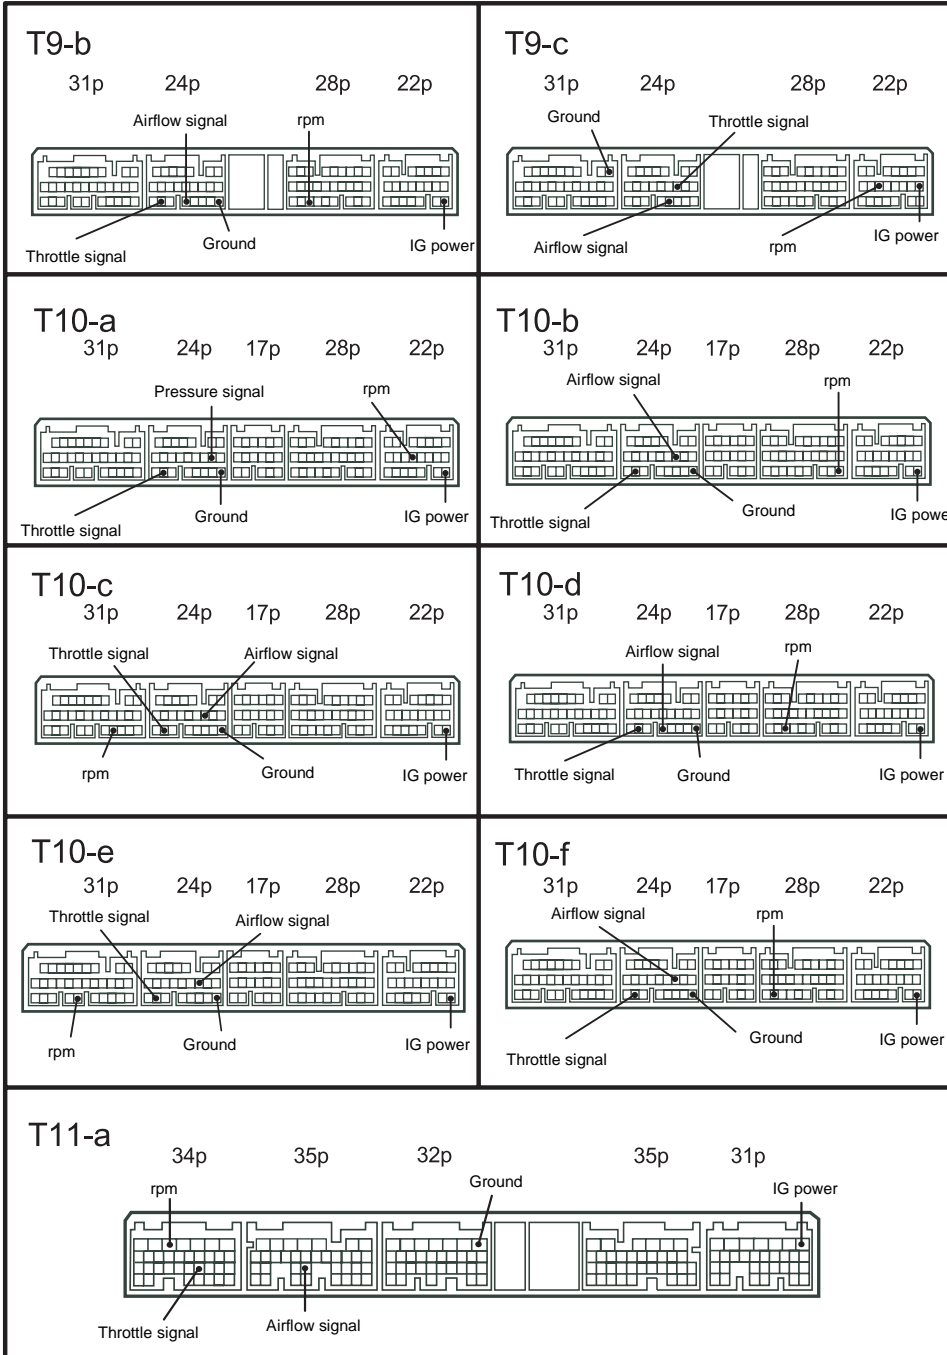 T9-b
31p 24p 28p 22p
Airflow signal rpm
Throttle signal Ground IG power
T9-c
31p 24p 28p 22p
Ground Throttle signal
Airflow signal rpm IG power
T10-a
31p 24p 17p 28p 22p
Pressure signal rpm
Throttle signal Ground IG power
T10-b
31p 24p 17p 28p 22p
Airflow signal rpm
Throttle signal Ground IG powe
T10-c
31p 24p 17p 28p 22p
Throttle signal Airflow signal
rpm Ground IG power
T10-d
31p 24p 17p 28p 22p
Airflow signal rpm
Throttle signal Ground IG power
T10-e
31p 24p 17p 28p 22p
Throttle signal Airflow signal
rpm Ground IG power
T10-f
31p 24p 17p 28p 22p
Airflow signal rpm
Throttle signal Ground IG power
T11-a
34p 35p 32p 35p 31p
rpm Ground IG power
Throttle signal Airflow signal